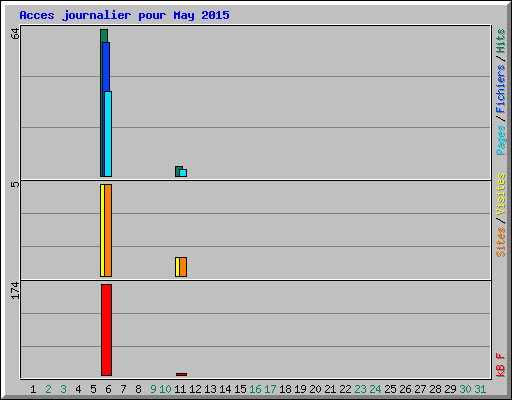 Acces journalier pour May 2015
64
5
174
Pages / Fichiers / Hits
Sites / Visites
kB F
1 2 3 4 5 6 7 8 9 10 11 12 13 14 15 16 17 18 19 20 21 22 23 24 25 26 27 28 29 30 31